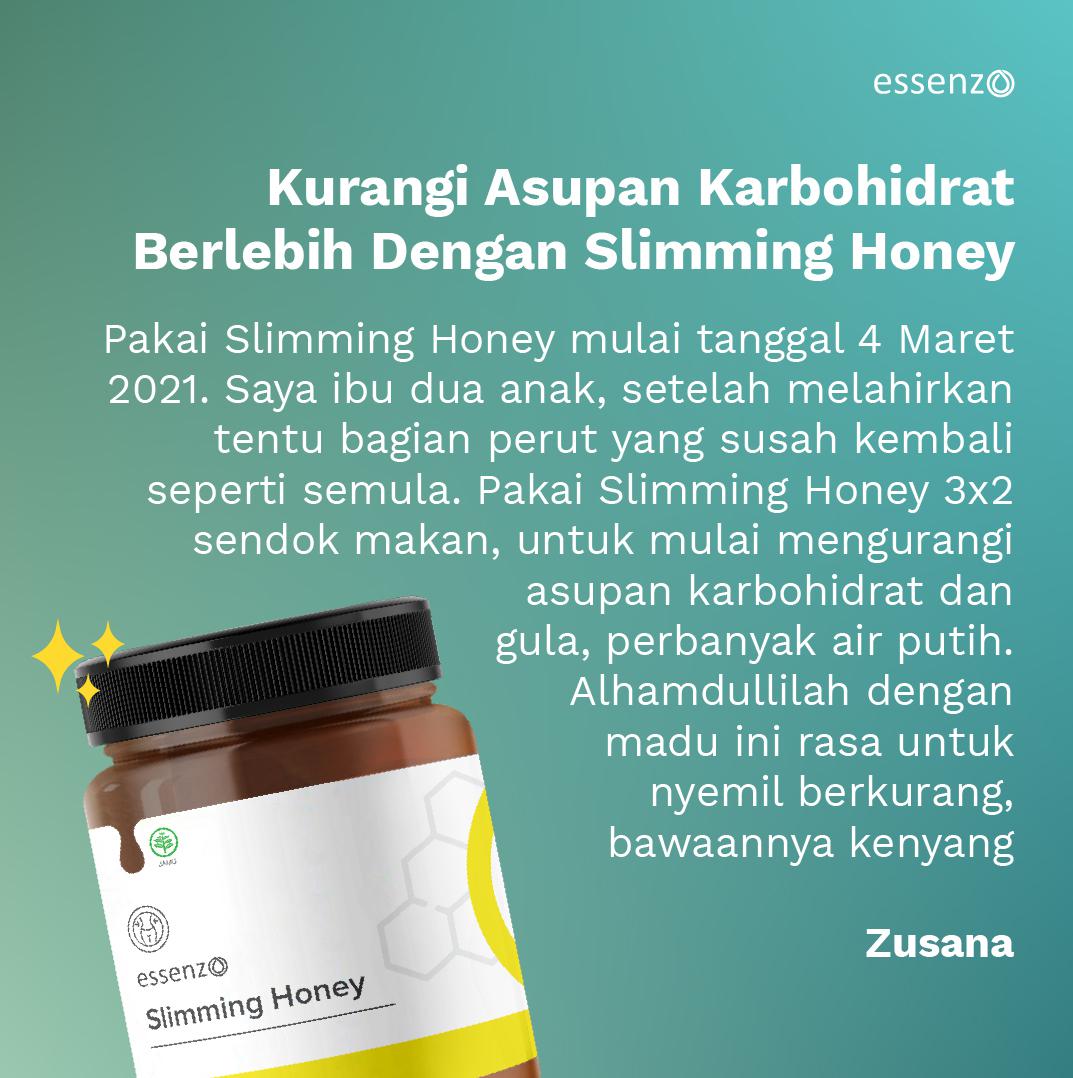 essenzo
Kurangi Asupan Karbohidrat
Berlebih Dengan Slimming Honey
Pakai Slimming Honey mulai tanggal 4 Maret
2021. Saya ibu dua anak, setelah melahirkan
tentu bagian perut yang susah kembali
seperti semula. Pakai Slimming Honey 3x2
sendok makan, untuk mulai mengurangi
asupan karbohidrat dan
gula, perbanyak air putih.
Alhamdullilah dengan
madu ini rasa untuk
nyemil berkurang,
bawaannya kenyang
Zusana
JAMU
essenzo
Slimming Honey